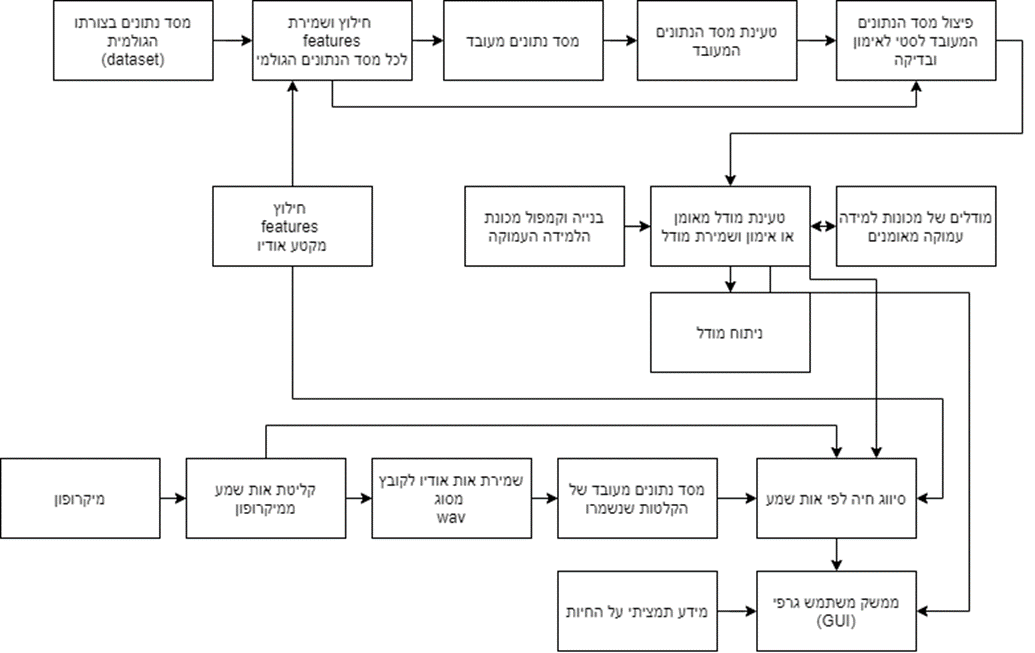 מסד נתונים בצורתו
הגולמית
(dataset)
חילוץ ושמירת
features
לכל מסד הנתונים הגולמי
מסד נתונים מעובד
טעינת מסד הנתונים
המעובד
פיצול מסד הנתונים
המעובד לסטי לאימון
ובדיקה
חילוץ
features
מקטע אודיו
בנייה וקמפול מכונת
הלמידה העמוקה
טעינת מודל מאומן
או אימון ושמירת מודל
מודלים של מכונות למידה
עמוקה מאומנים
ניתוח מודל
מיקרופון
קליטת אות שמע
ממיקרופון
שמירת אות אודיו לקובץ
מסוג
wav
מסד נתונים מעובד של
הקלטות שנשמרו
סיווג חיה לפי אות שמע
מידע תמציתי על החיות
ממשק משתמש גרפי
(GUI)